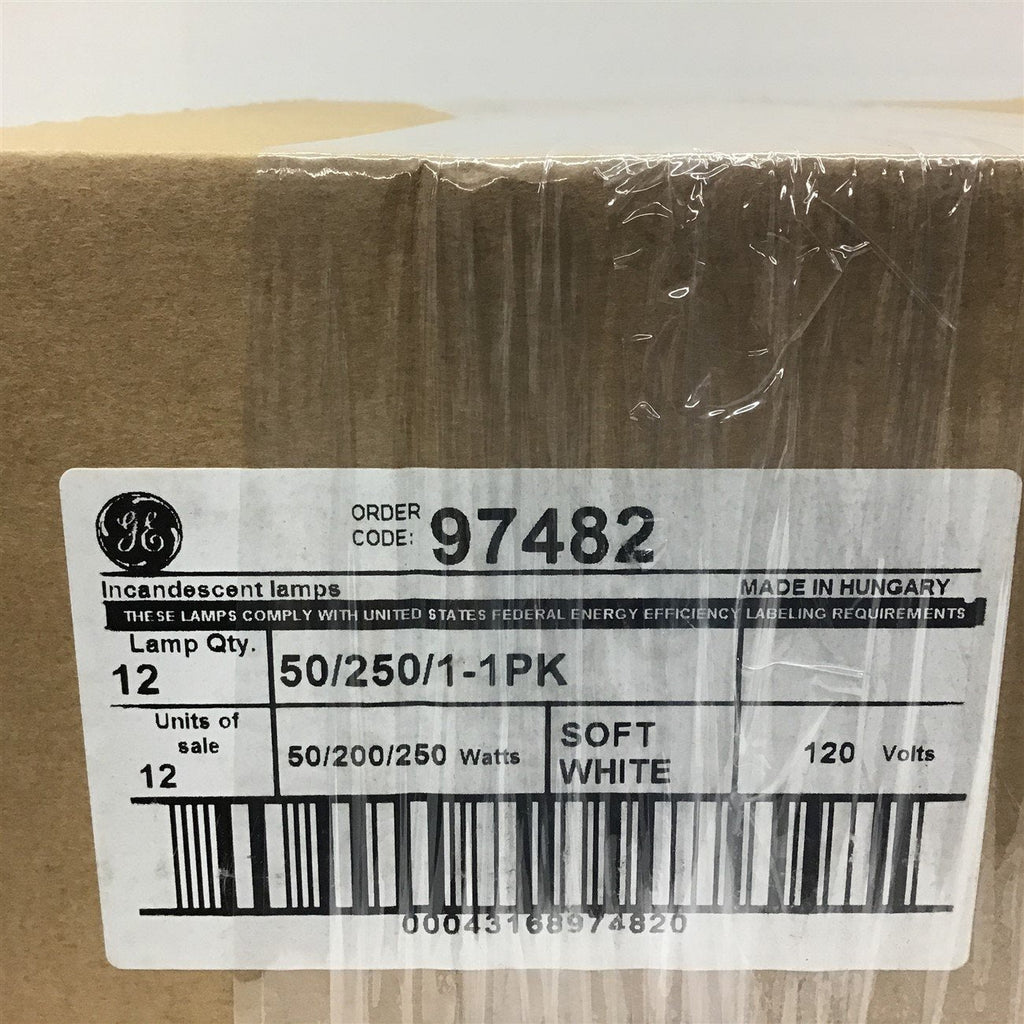 GE
ORDER
CODE: 97482
Incandescent lamps MADE IN HUNGARY
THESE LAMPS COMPLY WITH UNITED STATES FEDERAL ENERGY EFFICIENCY LABELING REQUIREMENTS
Lamp Qty.
12
50/250/1-1PK
Units of
sale
12
50/200/250 Watts
SOFT
WHITE
120 Volts
00043168974820